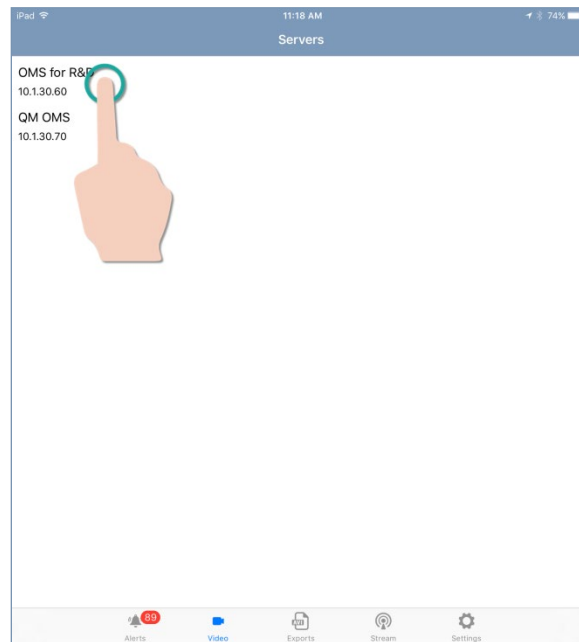 iPad 11:18 AM 74%
Servers
OMS for R&D
10.1.30.60
QM OMS
10.1.30.70
89
Alerts Video Exports Stream Settings